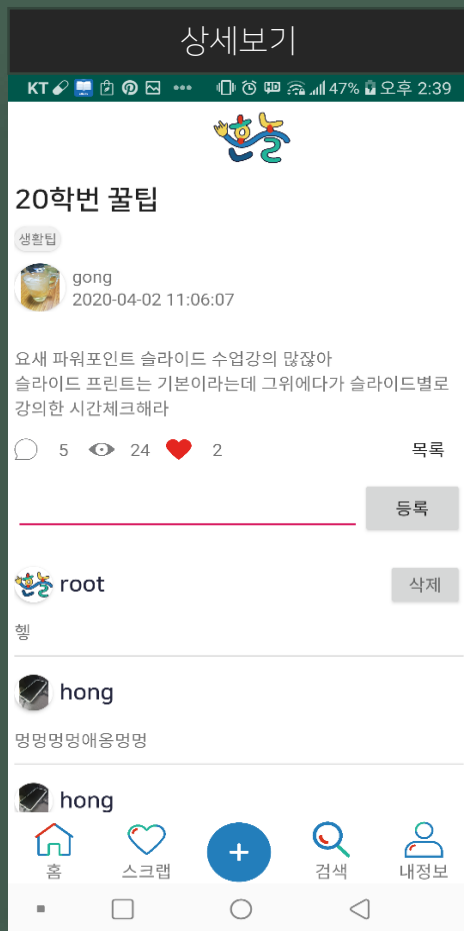 상세보기
KT 47% 오후 2:39
한눌
20학번 꿀팁
생활팁
gong
2020-04-02 11:06:07
요새 파워포인트 슬라이드 수업강의 많잖아
슬라이드 프린트는 기본이라는데 그위에다가 슬라이드별로
강의한 시간체크해라
5 24 2 목록
등록
root 삭제
헿
hong
멍멍멍멍애옹멍멍
hong
홈 스크랩 검색 내정보